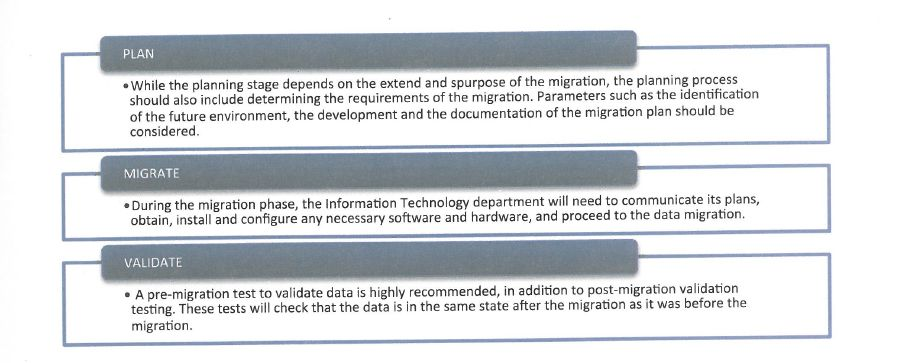 PLAN
• While the planning stage depends on the extend and spurpose of the migration, the planning process
should also include determining the requirements of the migration. Parameters such as the identification
of the future environment, the development and the documentation of the migration plan should be
considered.
MIGRATE
• During the migration phase, the Information Technology department will need to communicate its plans,
obtain, install and configure any necessary software and hardware, and proceed to the data migration.
VALIDATE
• A pre-migration test to validate data is highly recommended, in addition to post-migration validation
testing. These tests will check that the data is in the same state after the migration as it was before the
migration.